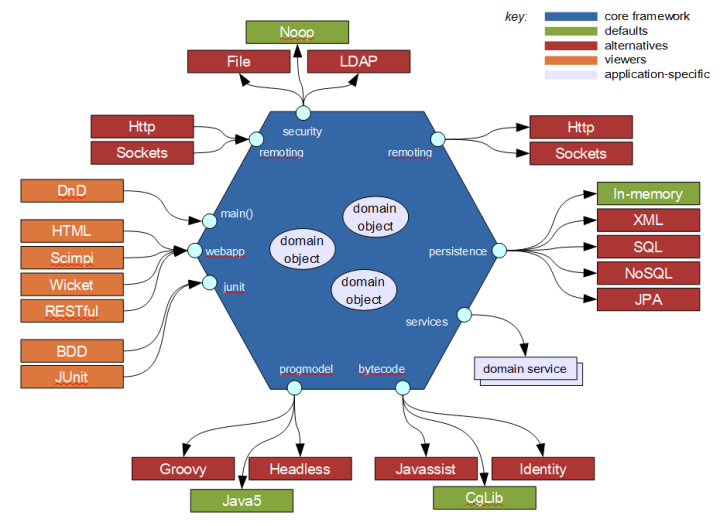 key:
core framework
defaults
alternatives
viewers
application-specific
Noop
File
LDAP
security
Http
Sockets
remoting
remoting
Http
Sockets
DnD
main()
HTML
Scimpi
Wicket
RESTful
webapp
junit
BDD
JUnit
domain
object
domain
object
domain
object
persistence
In-memory
XML
SQL
NoSQL
JPA
services
domain service
progmodel
bytecode
Groovy
Headless
Java5
Javassist
Identity
CgLib